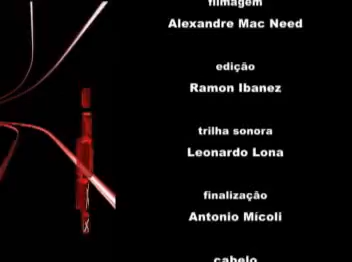 filmagem
Alexandre Mac Need
edição
Ramon Ibanez
trilha sonora
Leonardo Lona
finalização
Antonio Mícoli
cabelo